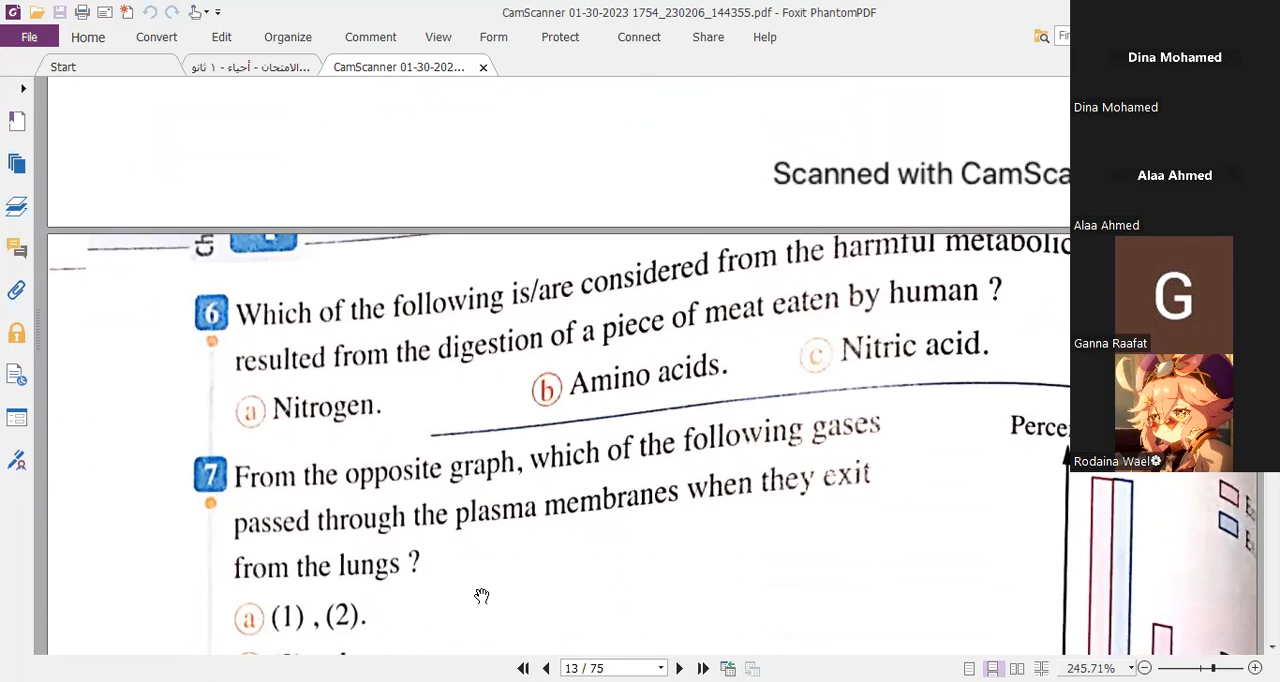 CamScanner 01-30-2023 1754_230206_144355.pdf - Foxit PhantomPDF
File Home Convert Edit Organize Comment View Form Protect Connect Share Help
Start
الامتحان - أحياء - ١ ثانو...
CamScanner 01-30-202...
Scanned with CamSca
6 Which of the following is/are considered from the harmful metabolic
resulted from the digestion of a piece of meat eaten by human ?
a Nitrogen. b Amino acids. c Nitric acid.
7 From the opposite graph, which of the following gases
passed through the plasma membranes when they exit
from the lungs ?
a (1) , (2).
Perce
13 / 75
245.71%
Dina Mohamed
Dina Mohamed
Alaa Ahmed
Alaa Ahmed
G
Ganna Raafat
Rodaina Wael